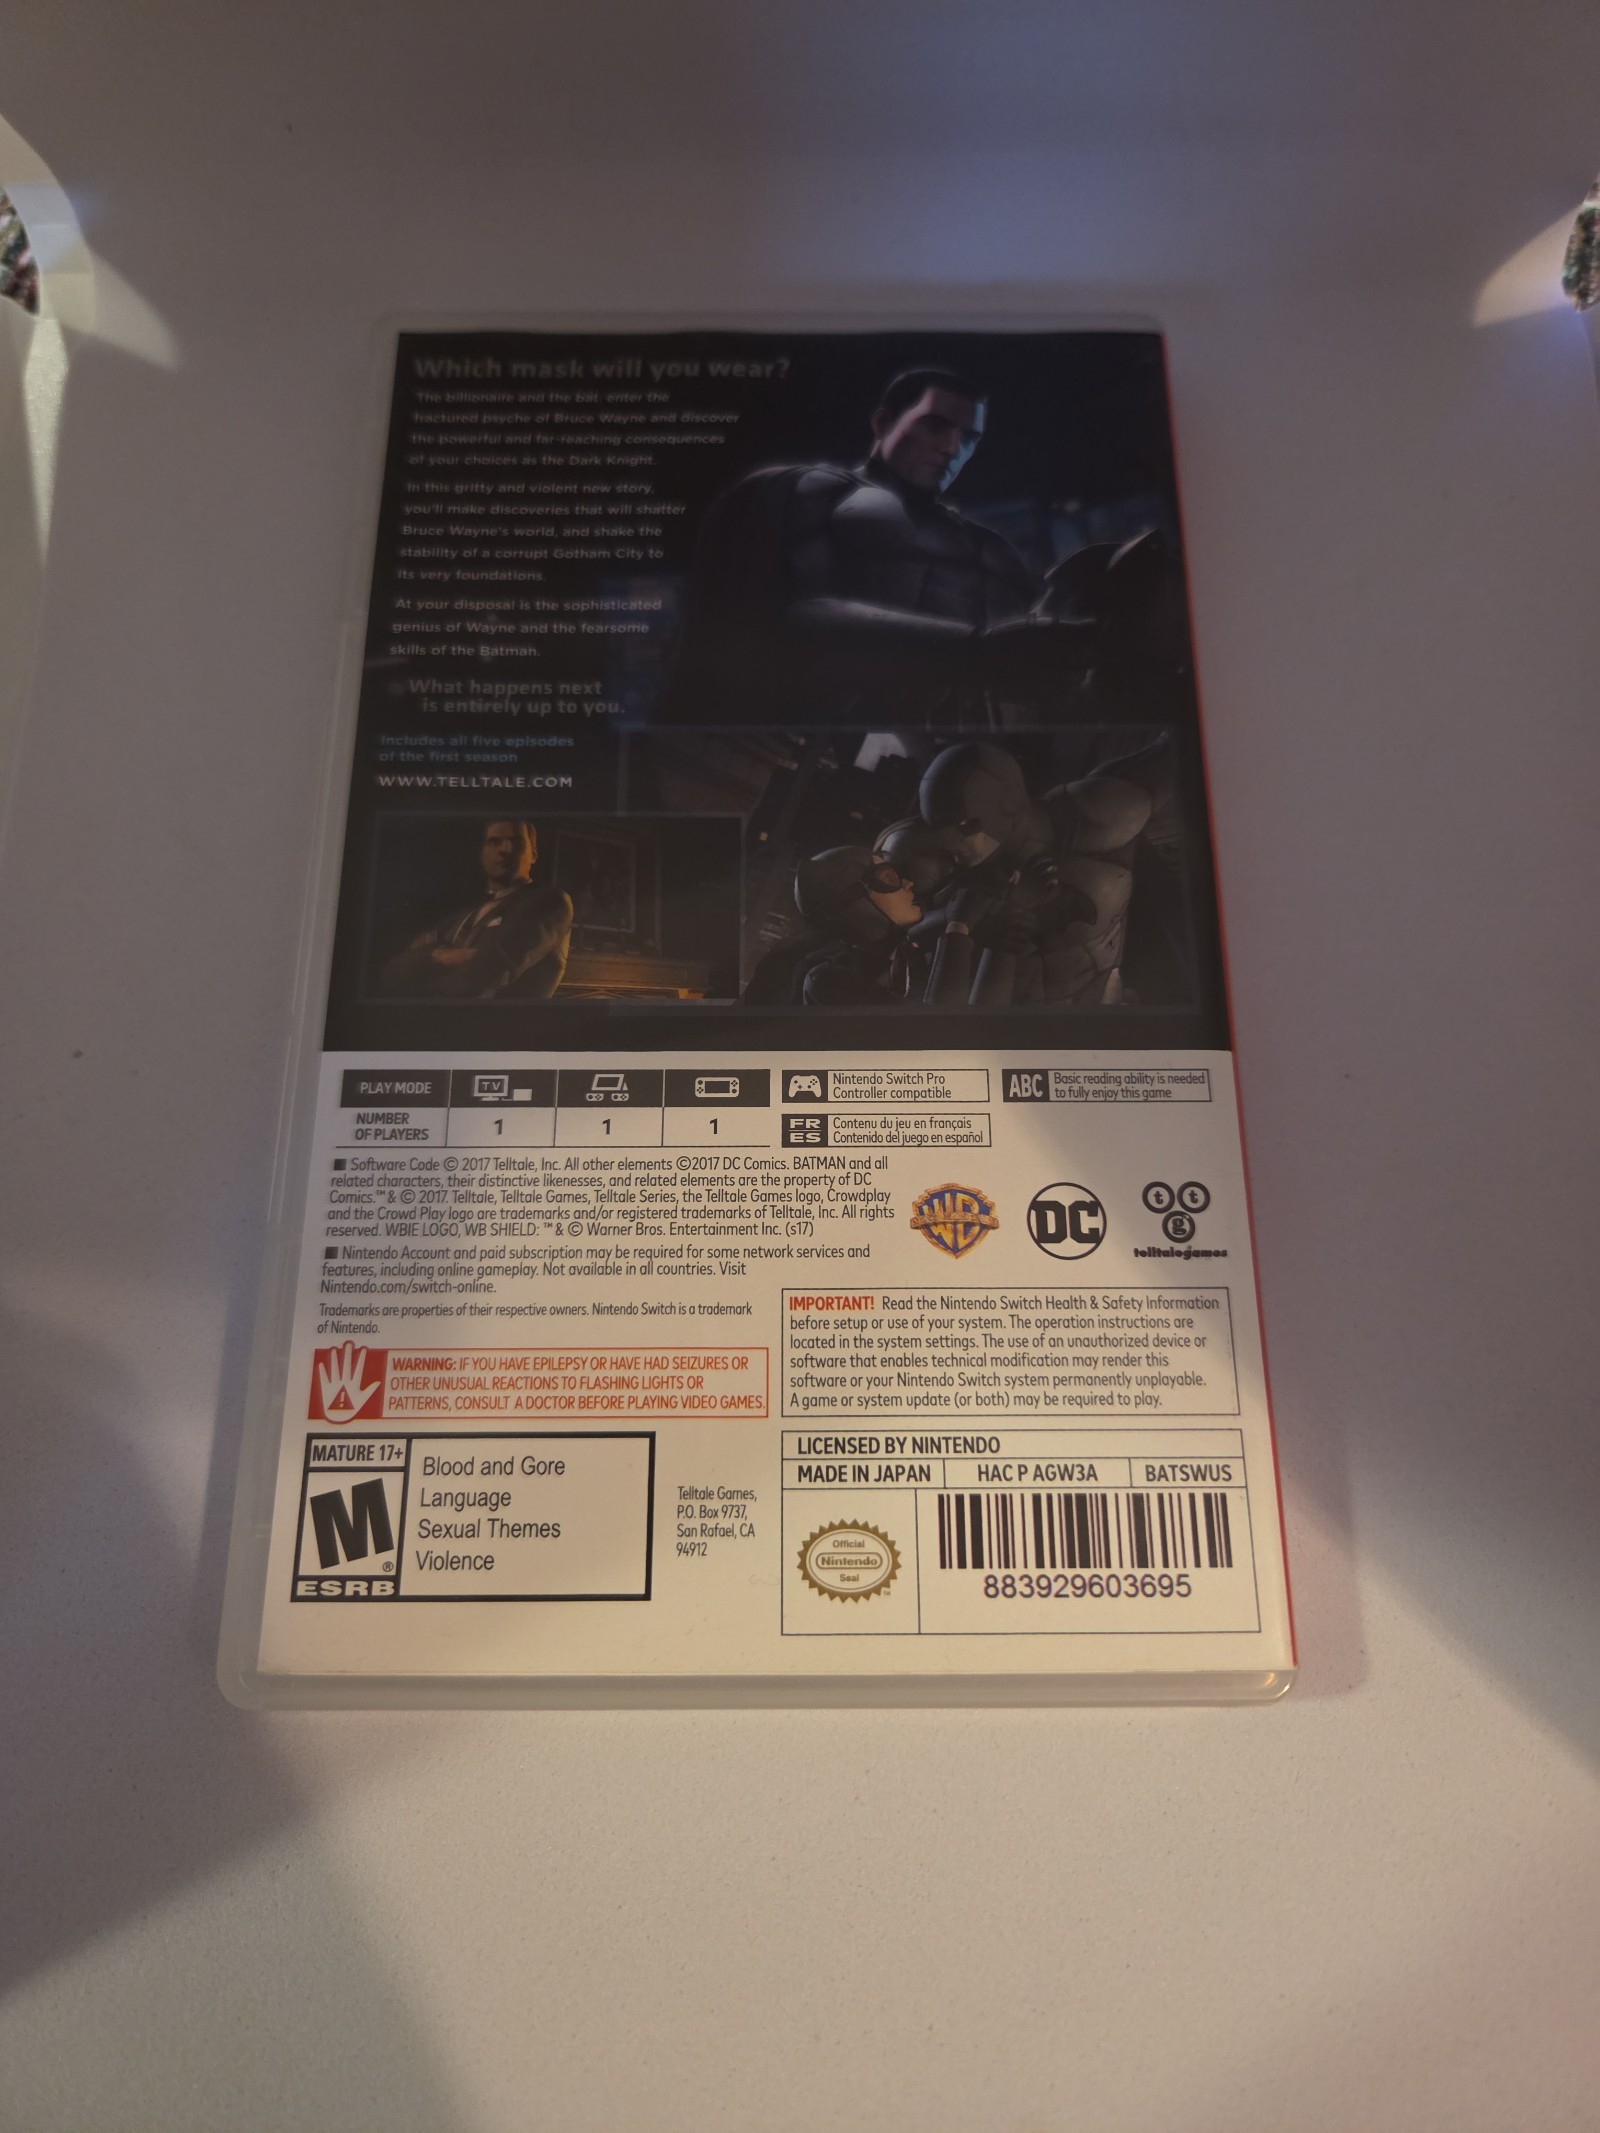 Which mask will you wear?
The billionaire and the bat, enter the
fractured psyche of Bruce Wayne and discover
the powerful and far-reaching consequences
of your choices as the Dark Knight.
In this gritty and violent new story,
you'll make discoveries that will shatter
Bruce Wayne's world, and shake the
stability of a corrupt Gotham City to
its very foundations.
At your disposal is the sophisticated
genius of Wayne and the fearsome
skills of the Batman.
What happens next
is entirely up to you.
Includes all five episodes
of the first season
WWW.TELLTALE.COM
PLAY MODE
TV
NUMBER
OF PLAYERS
1
1
1
Nintendo Switch Pro
Controller compatible
ABC
Basic reading ability is needed
to fully enjoy this game
FR
ES
Contenu du jeu en français
Contenido del juego en español
Software Code © 2017 Telltale, Inc. All other elements ©2017 DC Comics. BATMAN and all
related characters, their distinctive likenesses, and related elements are the property of DC
Comics.™ & © 2017. Telltale, Telltale Games, Telltale Series, the Telltale Games logo, Crowdplay
and the Crowd Play logo are trademarks and/or registered trademarks of Telltale, Inc. All rights
reserved. WBIE LOGO, WB SHIELD: ™ & © Warner Bros. Entertainment Inc. (s17)
WB
DC
ttg
telltalegames
Nintendo Account and paid subscription may be required for some network services and
features, including online gameplay. Not available in all countries. Visit
Nintendo.com/switch-online.
Trademarks are properties of their respective owners. Nintendo Switch is a trademark
of Nintendo.
WARNING: IF YOU HAVE EPILEPSY OR HAVE HAD SEIZURES OR
OTHER UNUSUAL REACTIONS TO FLASHING LIGHTS OR
PATTERNS, CONSULT A DOCTOR BEFORE PLAYING VIDEO GAMES.
IMPORTANT! Read the Nintendo Switch Health & Safety Information
before setup or use of your system. The operation instructions are
located in the system settings. The use of an unauthorized device or
software that enables technical modification may render this
software or your Nintendo Switch system permanently unplayable.
A game or system update (or both) may be required to play.
MATURE 17+
M®
ESRB
Blood and Gore
Language
Sexual Themes
Violence
Telltale Games,
P.O. Box 9737,
San Rafael, CA
94912
LICENSED BY NINTENDO
MADE IN JAPAN
HAC P AGW3A
BATSWUS
Official
Nintendo
Seal
™
883929603695